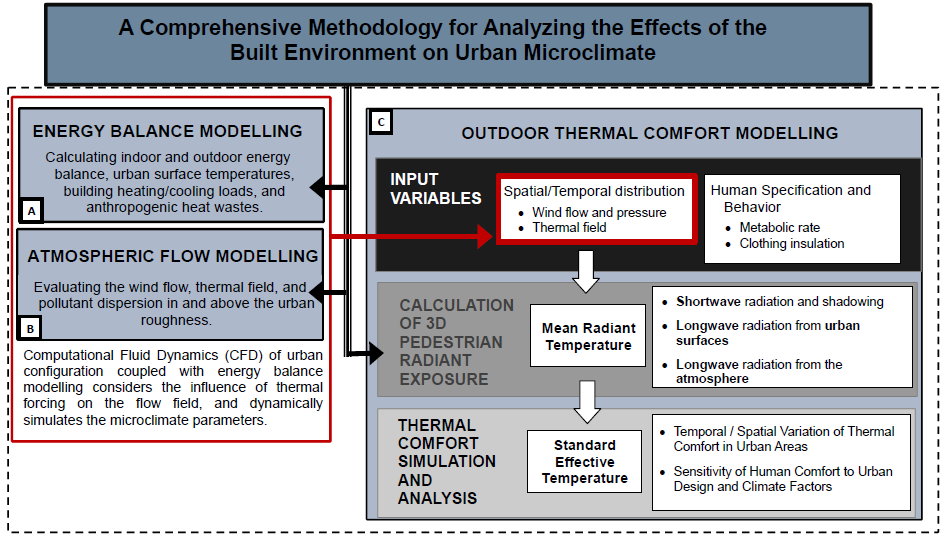 A Comprehensive Methodology for Analyzing the Effects of the
Built Environment on Urban Microclimate
ENERGY BALANCE MODELLING
Calculating indoor and outdoor energy
balance, urban surface temperatures,
building heating/cooling loads, and
anthropogenic heat wastes.
A
ATMOSPHERIC FLOW MODELLING
Evaluating the wind flow, thermal field, and
pollutant dispersion in and above the urban
roughness.
B
Computational Fluid Dynamics (CFD) of urban
configuration coupled with energy balance
modelling considers the influence of thermal
forcing on the flow field, and dynamically
simulates the microclimate parameters.
C
OUTDOOR THERMAL COMFORT MODELLING
INPUT
VARIABLES
Spatial/Temporal distribution
• Wind flow and pressure
• Thermal field
Human Specification and
Behavior
• Metabolic rate
• Clothing insulation
CALCULATION
OF 3D
PEDESTRIAN
RADIANT
EXPOSURE
Mean Radiant
Temperature
• Shortwave radiation and shadowing
• Longwave radiation from urban
surfaces
• Longwave radiation from the
atmosphere
THERMAL
COMFORT
SIMULATION
AND
ANALYSIS
Standard
Effective
Temperature
• Temporal / Spatial Variation of Thermal
Comfort in Urban Areas
• Sensitivity of Human Comfort to Urban
Design and Climate Factors